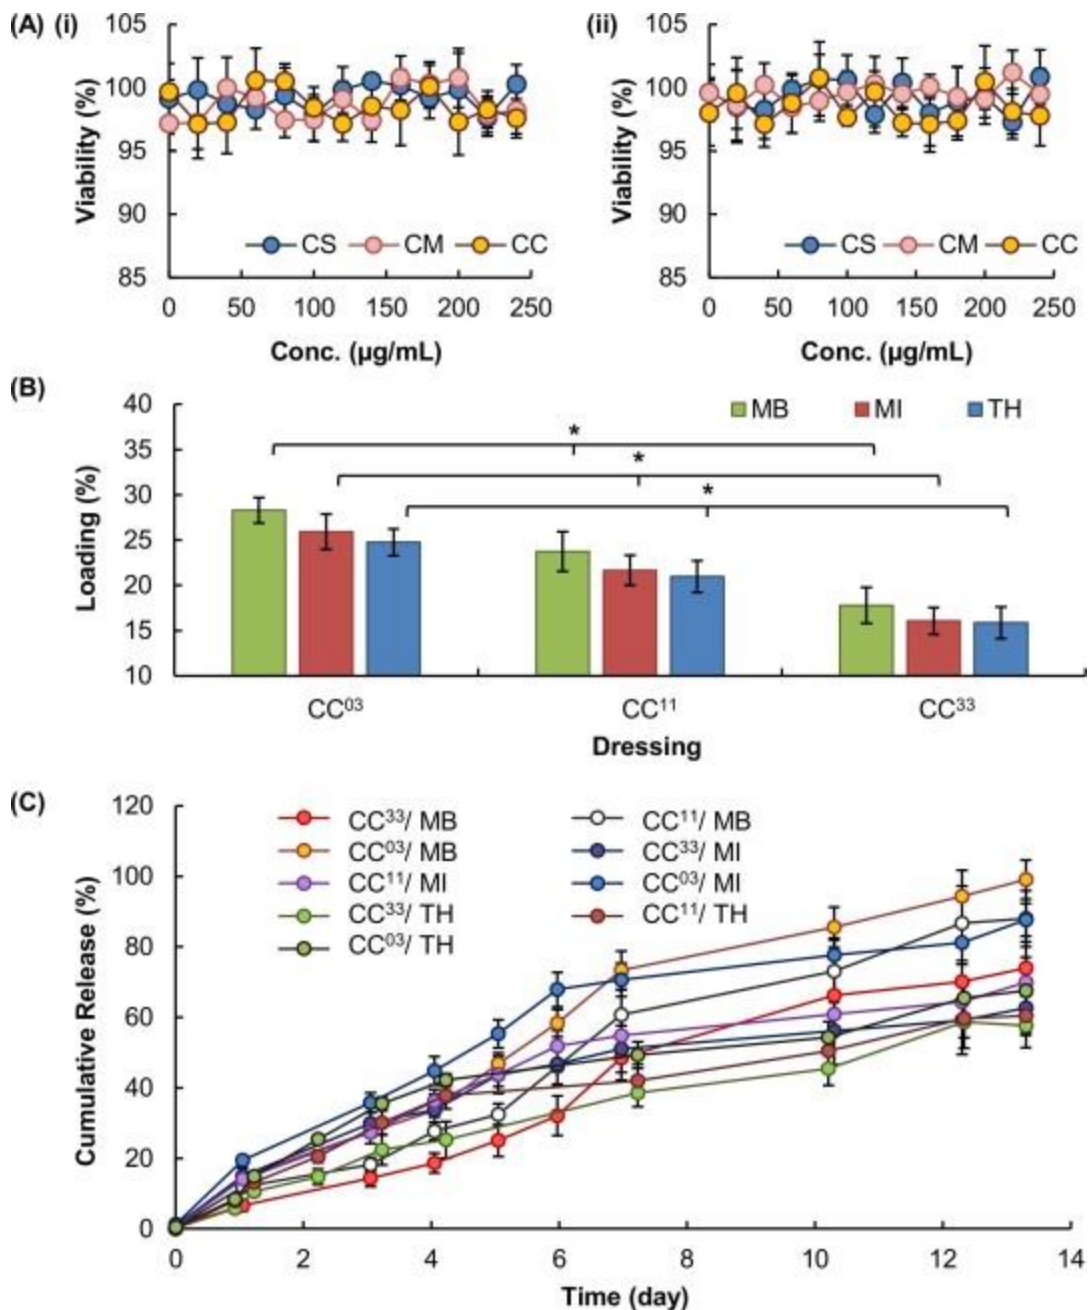 (A) (i)
105
100
95
90
85
Viability (%)
CS CM CC
0 50 100 150 200 250
Conc. (µg/mL)
(ii)
105
100
95
90
85
Viability (%)
CS CM CC
0 50 100 150 200 250
Conc. (µg/mL)
(B)
40
35
30
25
20
15
10
Loading (%)
MB MI TH
*
*
*
CC⁰³ CC¹¹ CC³³
Dressing
(C)
120
100
80
60
40
20
0
Cumulative Release (%)
CC³³/ MB CC¹¹/ MB
CC⁰³/ MB CC³³/ MI
CC¹¹/ MI CC⁰³/ MI
CC³³/ TH CC¹¹/ TH
CC⁰³/ TH
0 2 4 6 8 10 12 14
Time (day)